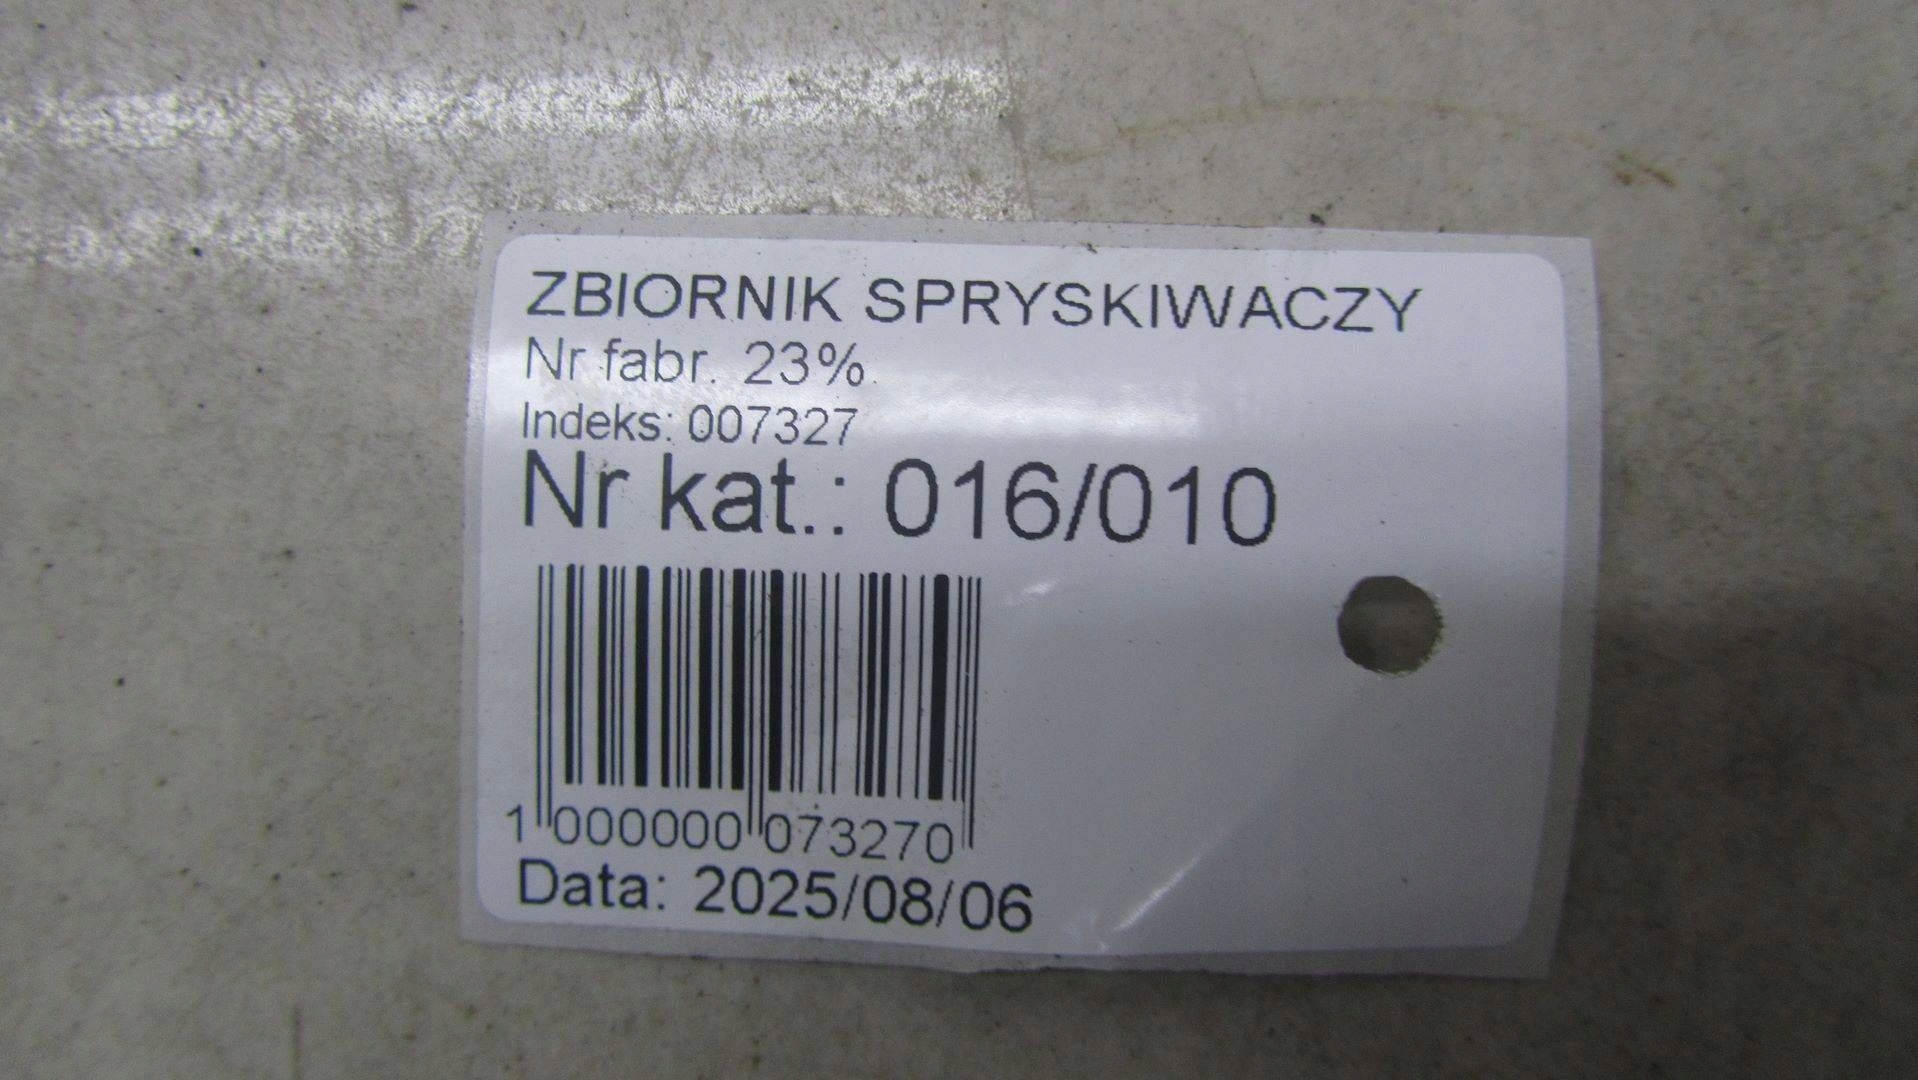 ZBIORNIK SPRYSKIWACZY
Nr fabr. 23%
Indeks: 007327
Nr kat.: 016/010
1 000000 073270
Data: 2025/08/06